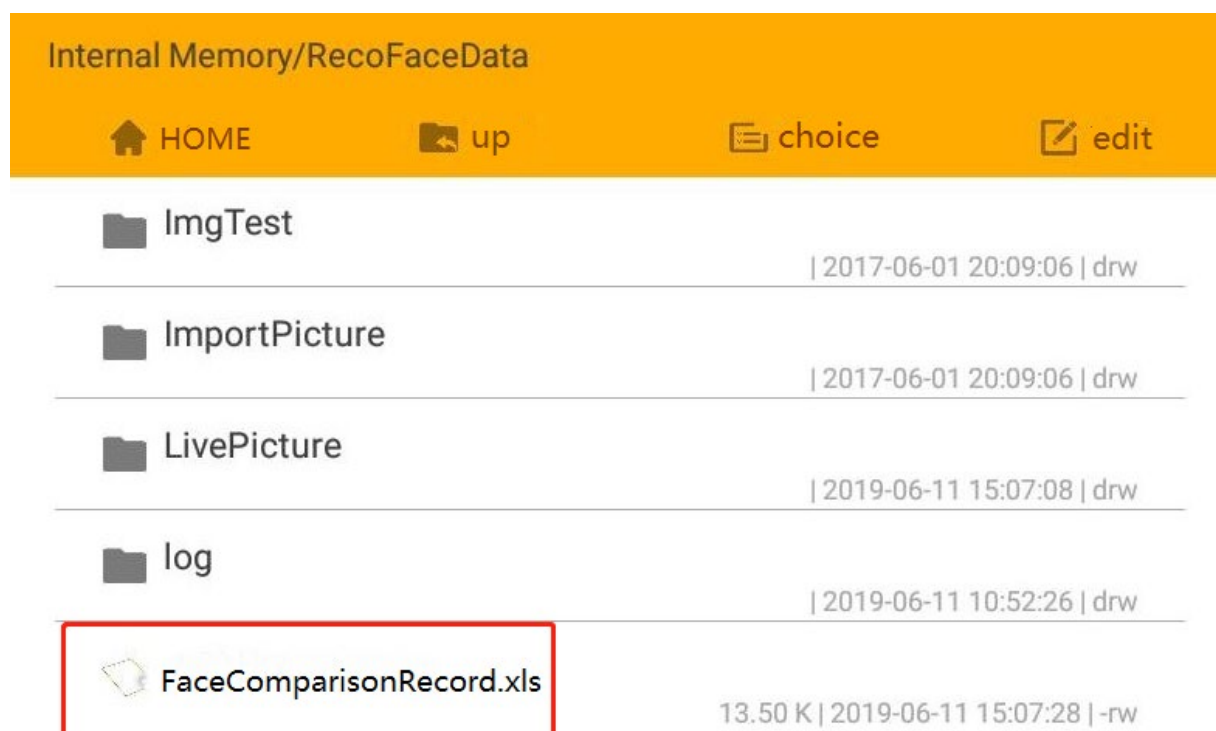 Internal Memory/RecoFaceData
HOME up choice edit
ImgTest
| 2017-06-01 20:09:06 | drw
ImportPicture
| 2017-06-01 20:09:06 | drw
LivePicture
| 2019-06-11 15:07:08 | drw
log
| 2019-06-11 10:52:26 | drw
FaceComparisonRecord.xls
13.50 K | 2019-06-11 15:07:28 | -rw